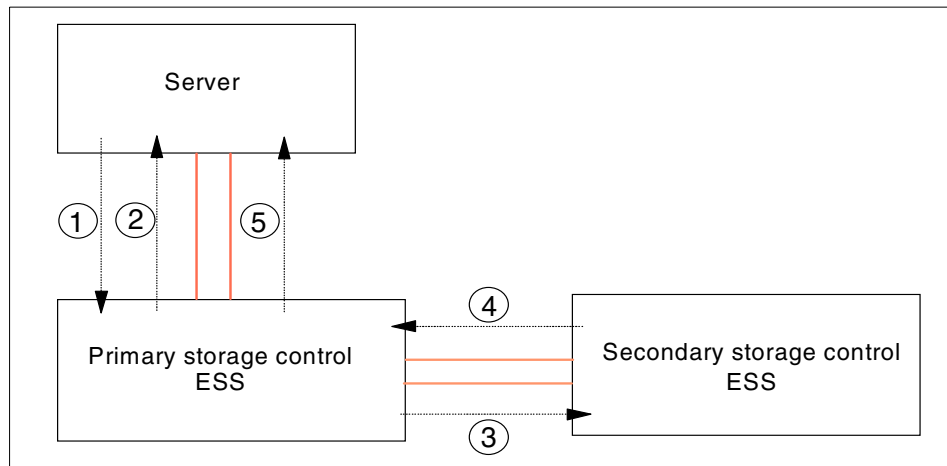 Server
1
2
5
4
Primary storage control
ESS
Secondary storage control
ESS
3